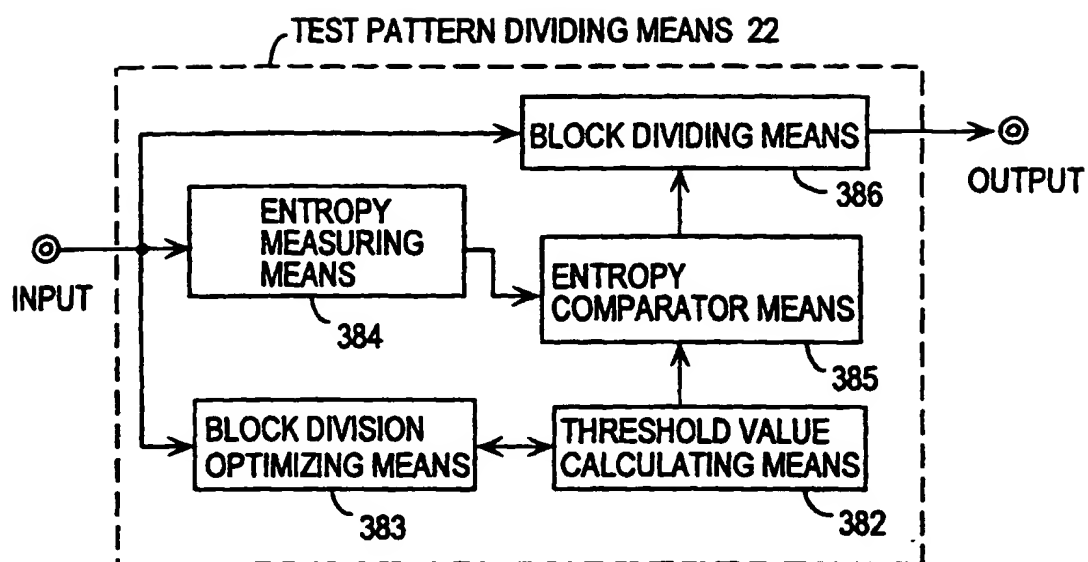 TEST PATTERN DIVIDING MEANS 22
BLOCK DIVIDING MEANS
386
OUTPUT
ENTROPY
MEASURING
MEANS
384
INPUT
ENTROPY
COMPARATOR MEANS
385
BLOCK DIVISION
OPTIMIZING MEANS
383
THRESHOLD VALUE
CALCULATING MEANS
382